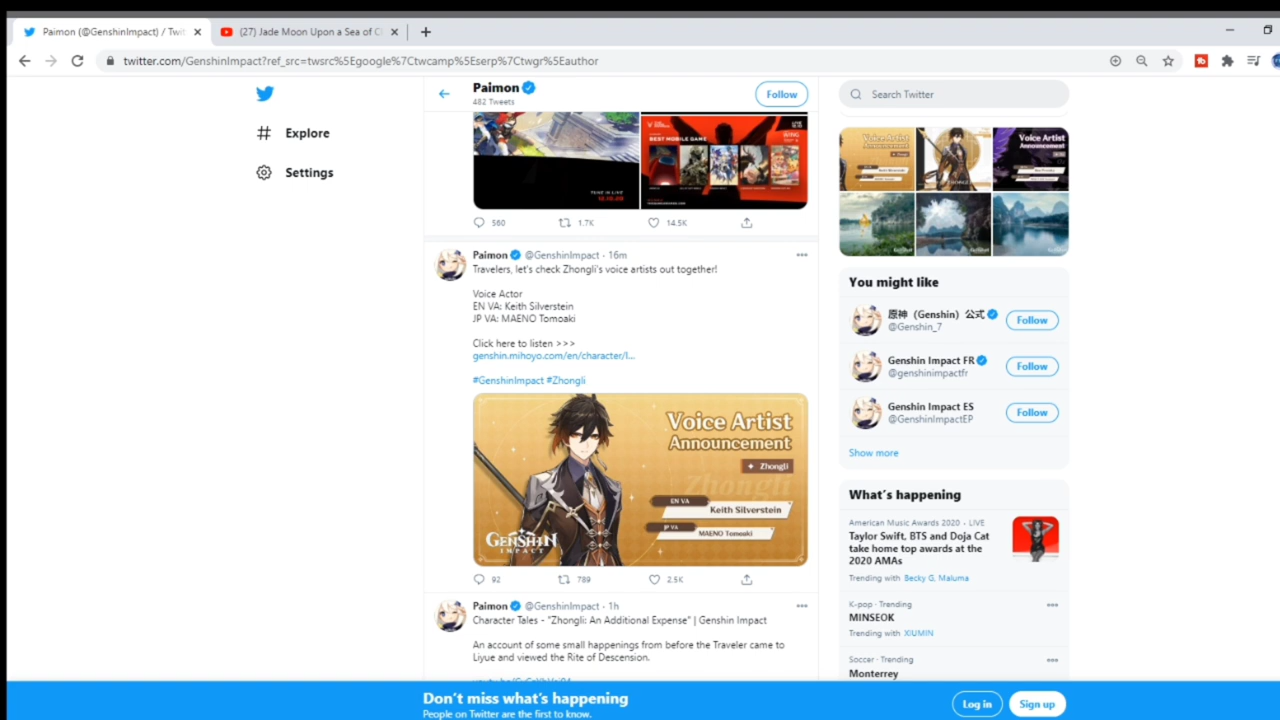 Paimon (@GenshinImpact) / Twit
(27) Jade Moon Upon a Sea of C
twitter.com/GenshinImpact?ref_src=twsrc%5Egoogle%7Ctwcamp%5Eserp%7Ctwgr%5Eauthor
Explore
Settings
Paimon
482 Tweets
Follow
BEST MOBILE GAME
TUNE IN LIVE
560
1.7K
14.5K
Paimon @GenshinImpact · 16m
Travelers, let's check Zhongli's voice artists out together!
Voice Actor
EN VA: Keith Silverstein
JP VA: MAENO Tomoaki
Click here to listen >>>
genshin.mihoyo.com/en/character/l...
#GenshinImpact #Zhongli
Voice Artist
Announcement
Zhongli
Zhongli
EN VA
Keith Silverstein
JP VA
MAENO Tomoaki
GENSHIN
IMPACT
92
789
2.5K
Paimon @GenshinImpact · 1h
Character Tales - "Zhongli: An Additional Expense" | Genshin Impact
An account of some small happenings from before the Traveler came to
Liyue and viewed the Rite of Descension.
Search Twitter
Voice Artist
Announcement
Voice Artist
Announcement
You might like
原神（Genshin）公式
@Genshin_7
Follow
Genshin Impact FR
@genshinimpactfr
Follow
Genshin Impact ES
@GenshinImpactEP
Follow
Show more
What's happening
American Music Awards 2020 · LIVE
Taylor Swift, BTS and Doja Cat
take home top awards at the
2020 AMAs
Trending with Becky G, Maluma
K-pop · Trending
MINSEOK
Trending with XIUMIN
Soccer · Trending
Monterrey
Don't miss what's happening
People on Twitter are the first to know.
Log in
Sign up